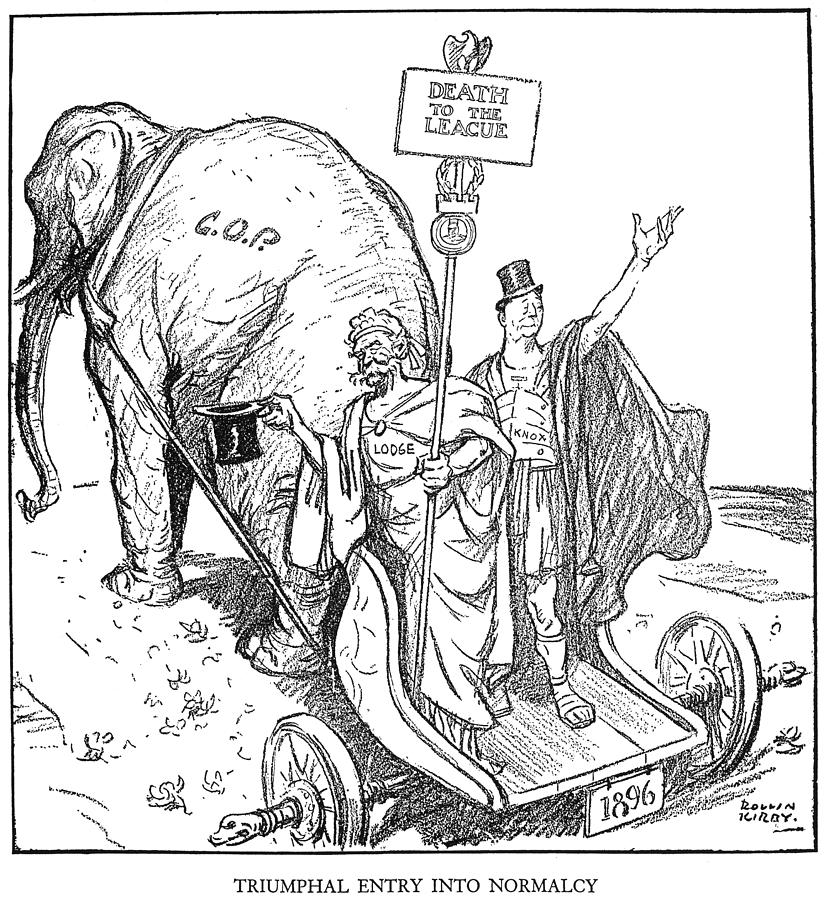 DEATH
TO THE
LEAGUE
G.O.P.
LODGE
KNOX
1896
ROLLIN
KIRBY.
TRIUMPHAL ENTRY INTO NORMALCY